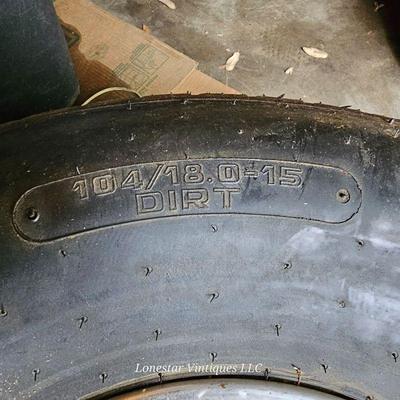 104/18.0-15
DIRT
Lonestar Vintiques LLC